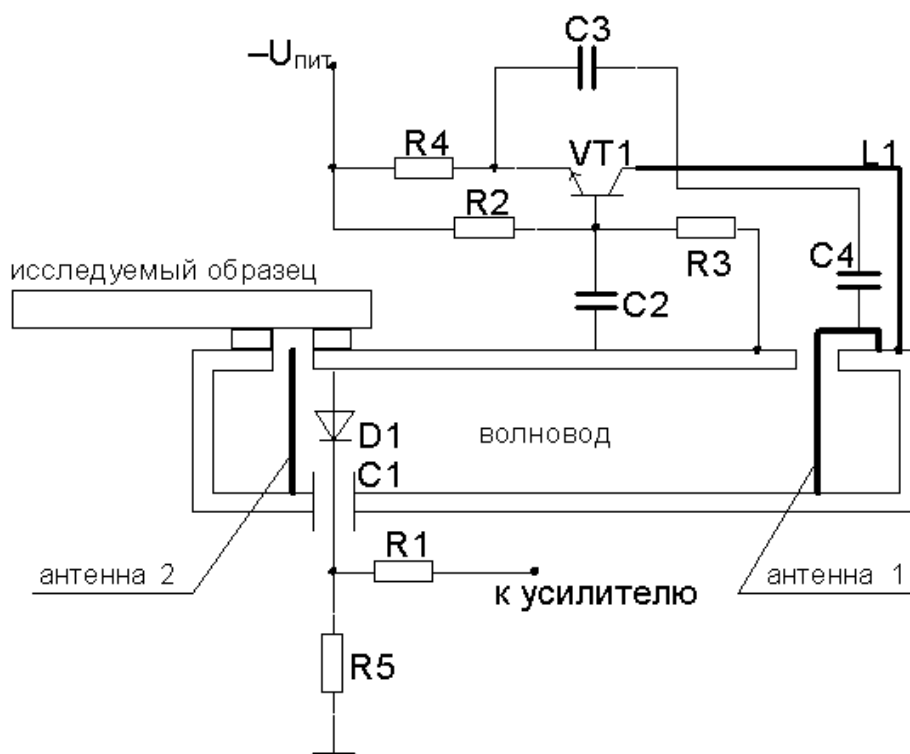 C3
–Uпит
R4
VT1
L1
R2
R3
C4
исследуемый образец
C2
D1
волновод
C1
R1
антенна 2
к усилителю
антенна 1
R5